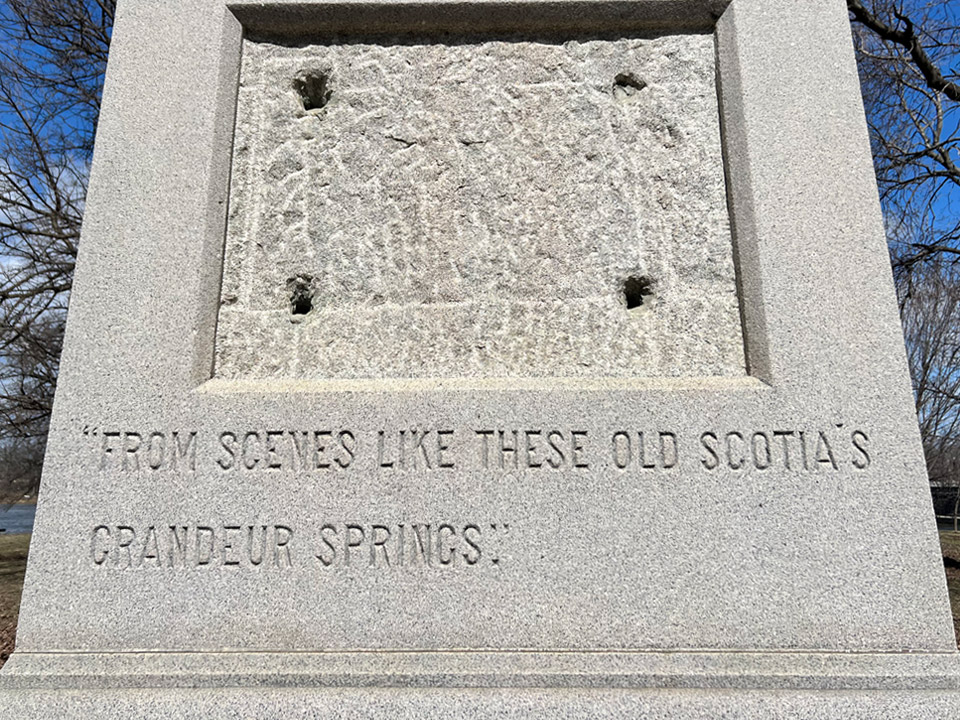 “FROM SCENES LIKE THESE OLD SCOTIA'S
GRANDEUR SPRINGS.”